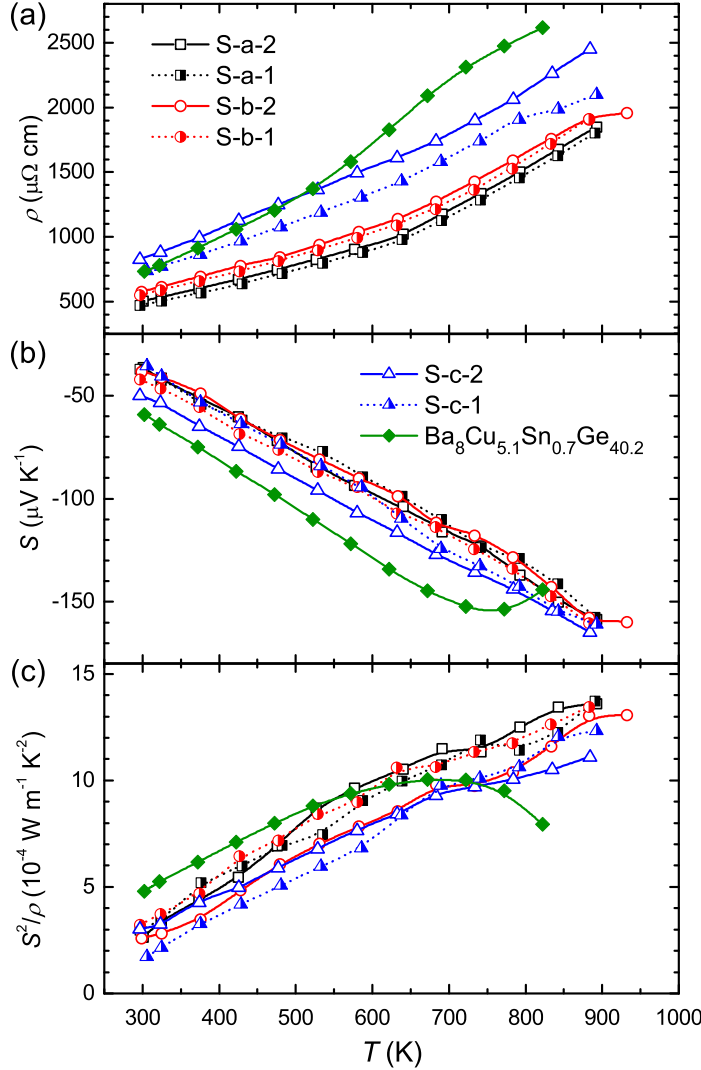 (a)
2500
2000
1500
1000
500
ρ (μΩ cm)
S-a-2
S-a-1
S-b-2
S-b-1
(b)
-50
-100
-150
S (μV K⁻¹)
S-c-2
S-c-1
Ba₈Cu₅.₁Sn₀.₇Ge₄₀.₂
(c)
15
10
5
0
S²/ρ (10⁻⁴ W m⁻¹ K⁻²)
300 400 500 600 700 800 900 1000
T (K)